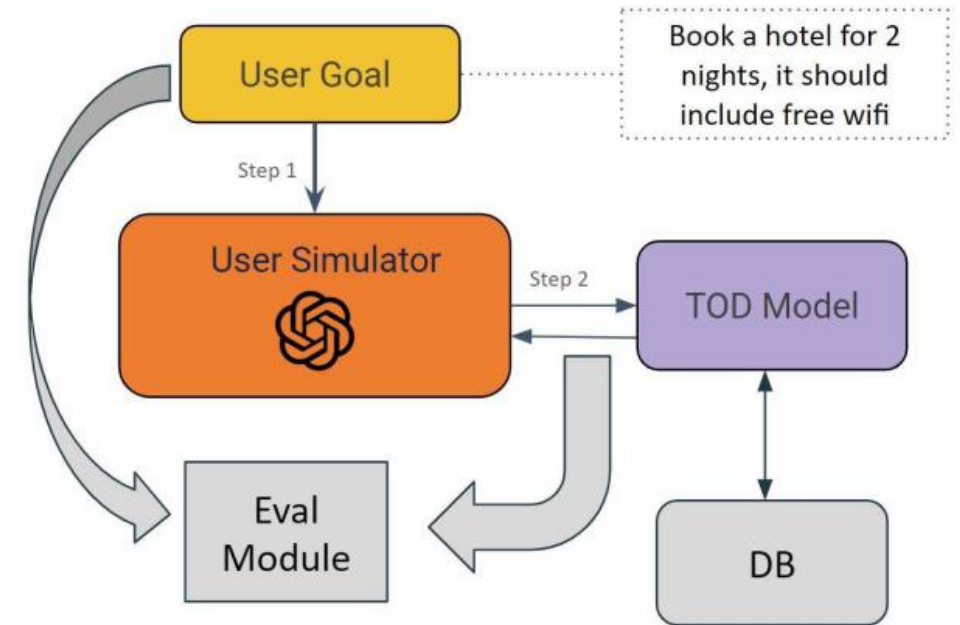 User Goal
Book a hotel for 2
nights, it should
include free wifi
Step 1
User Simulator
Step 2
TOD Model
Eval
Module
DB